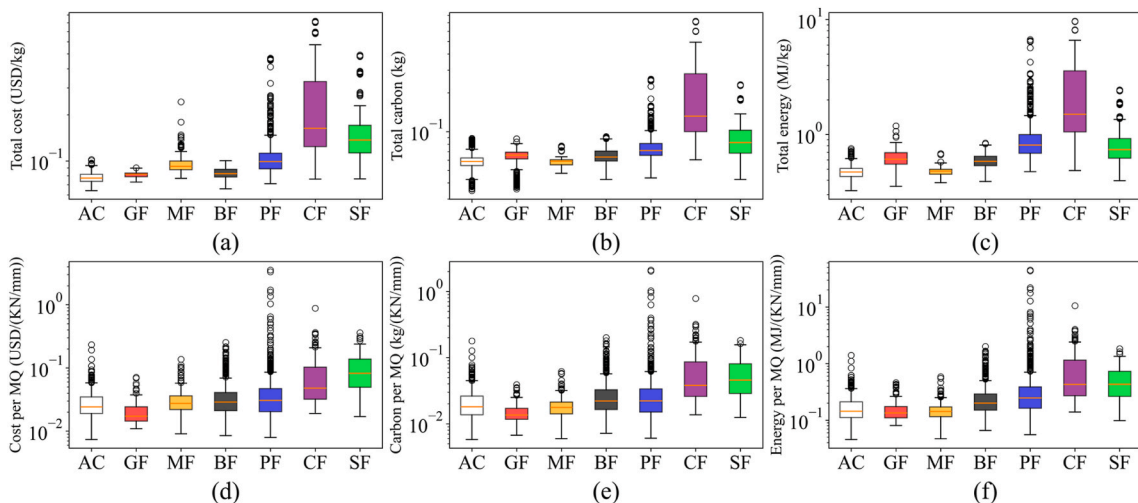 Total cost (USD/kg)
10⁻¹
AC GF MF BF PF CF SF
(a)
Total carbon (kg)
10⁻¹
AC GF MF BF PF CF SF
(b)
Total energy (MJ/kg)
10¹
10⁰
AC GF MF BF PF CF SF
(c)
Cost per MQ (USD/(KN/mm))
10⁰
10⁻¹
10⁻²
AC GF MF BF PF CF SF
(d)
Carbon per MQ (kg/(KN/mm))
10⁰
10⁻¹
10⁻²
AC GF MF BF PF CF SF
(e)
Energy per MQ (MJ/(KN/mm))
10¹
10⁰
10⁻¹
AC GF MF BF PF CF SF
(f)